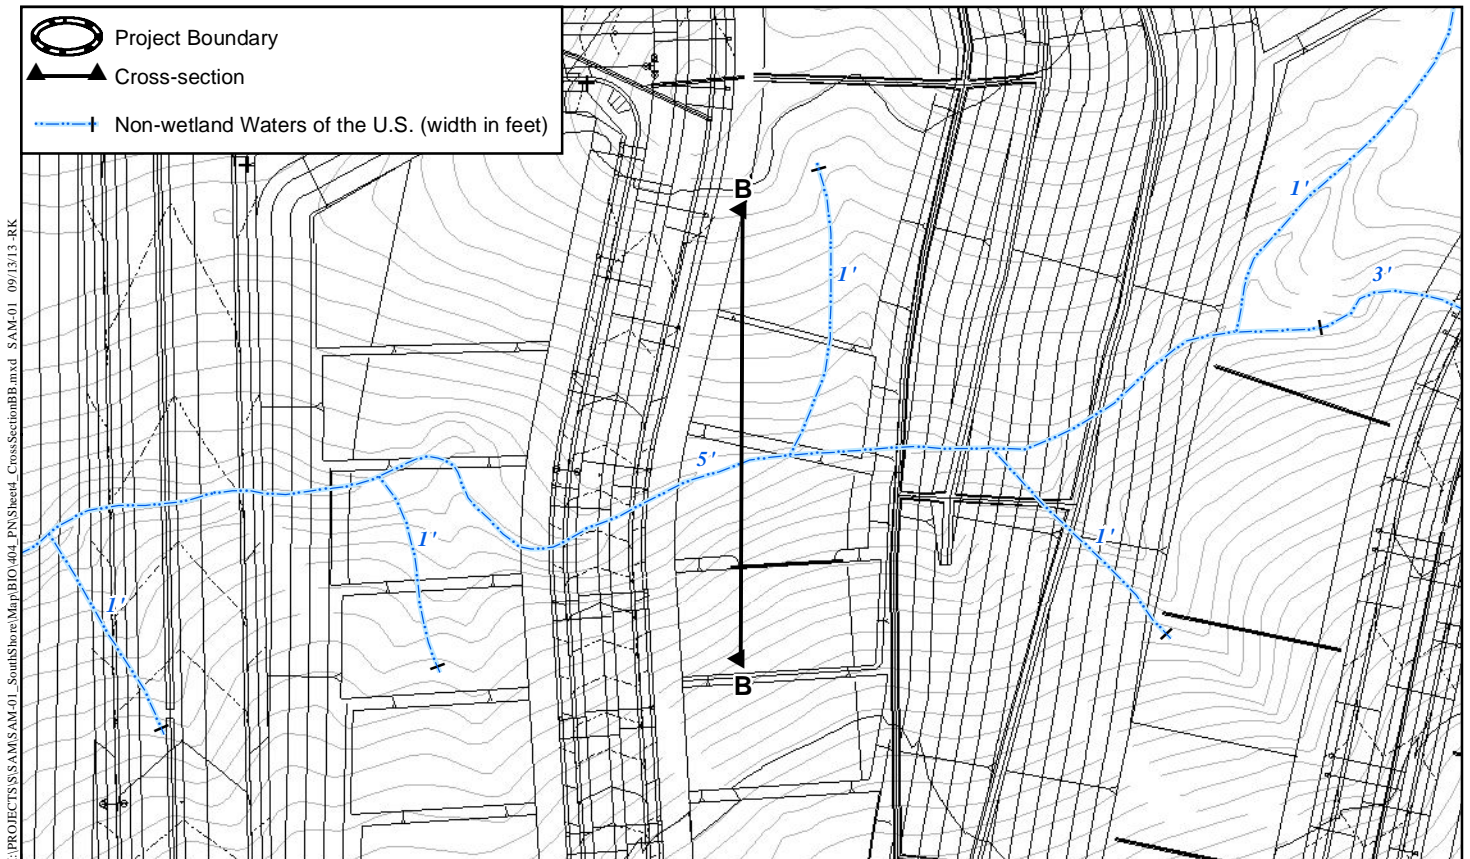 Project Boundary
Cross-section
Non-wetland Waters of the U.S. (width in feet)
B
1'
1'
3'
5'
1'
1'
1'
B
:\PROJECTS\S\SAM\SAM-01_SouthShore\Map\BIO\404_PN\Sheet4_CrossSectionBB.mxd SAM-01 09/13/13 -RK